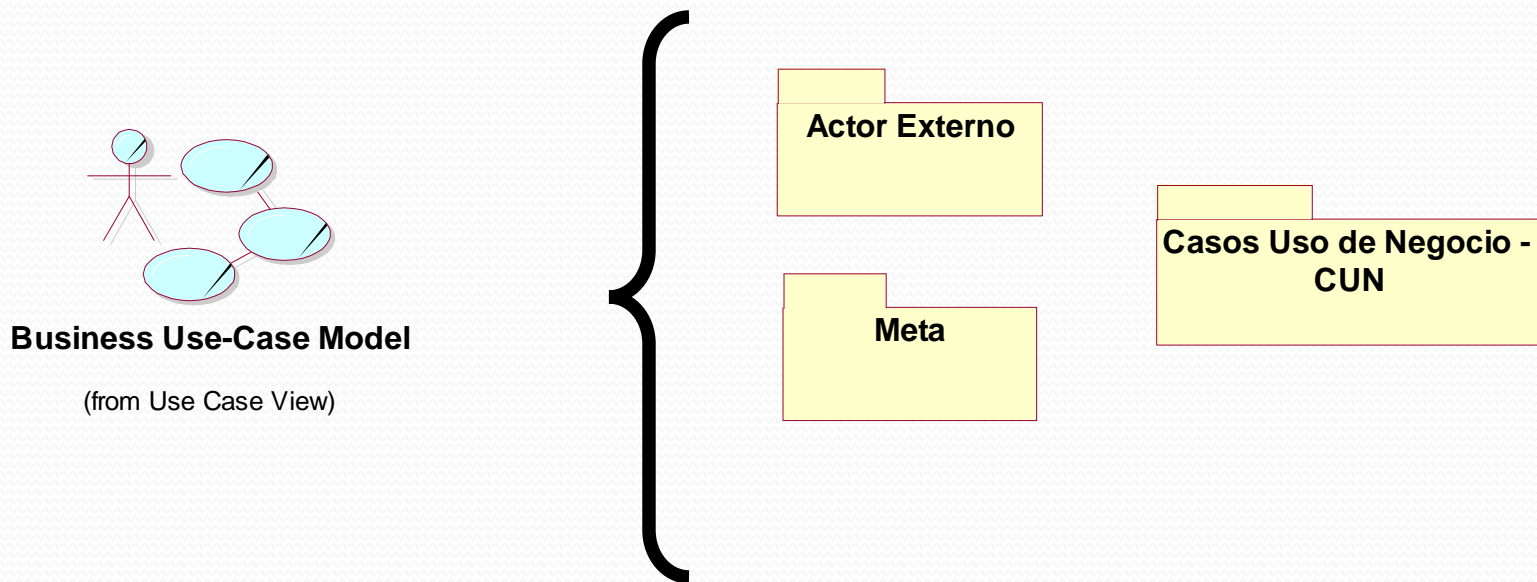 Business Use-Case Model
(from Use Case View)
Actor Externo
Meta
Casos Uso de Negocio -
CUN